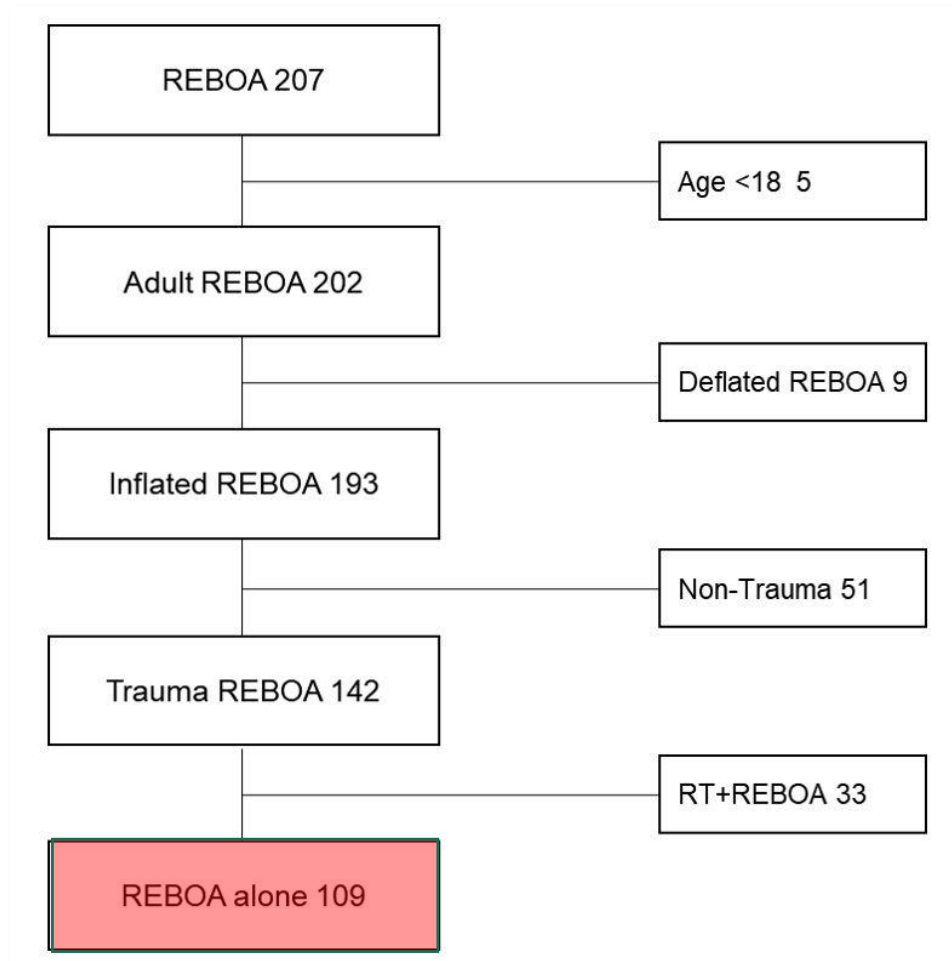 REBOA 207
Age <18 5
Adult REBOA 202
Deflated REBOA 9
Inflated REBOA 193
Non-Trauma 51
Trauma REBOA 142
RT+REBOA 33
REBOA alone 109